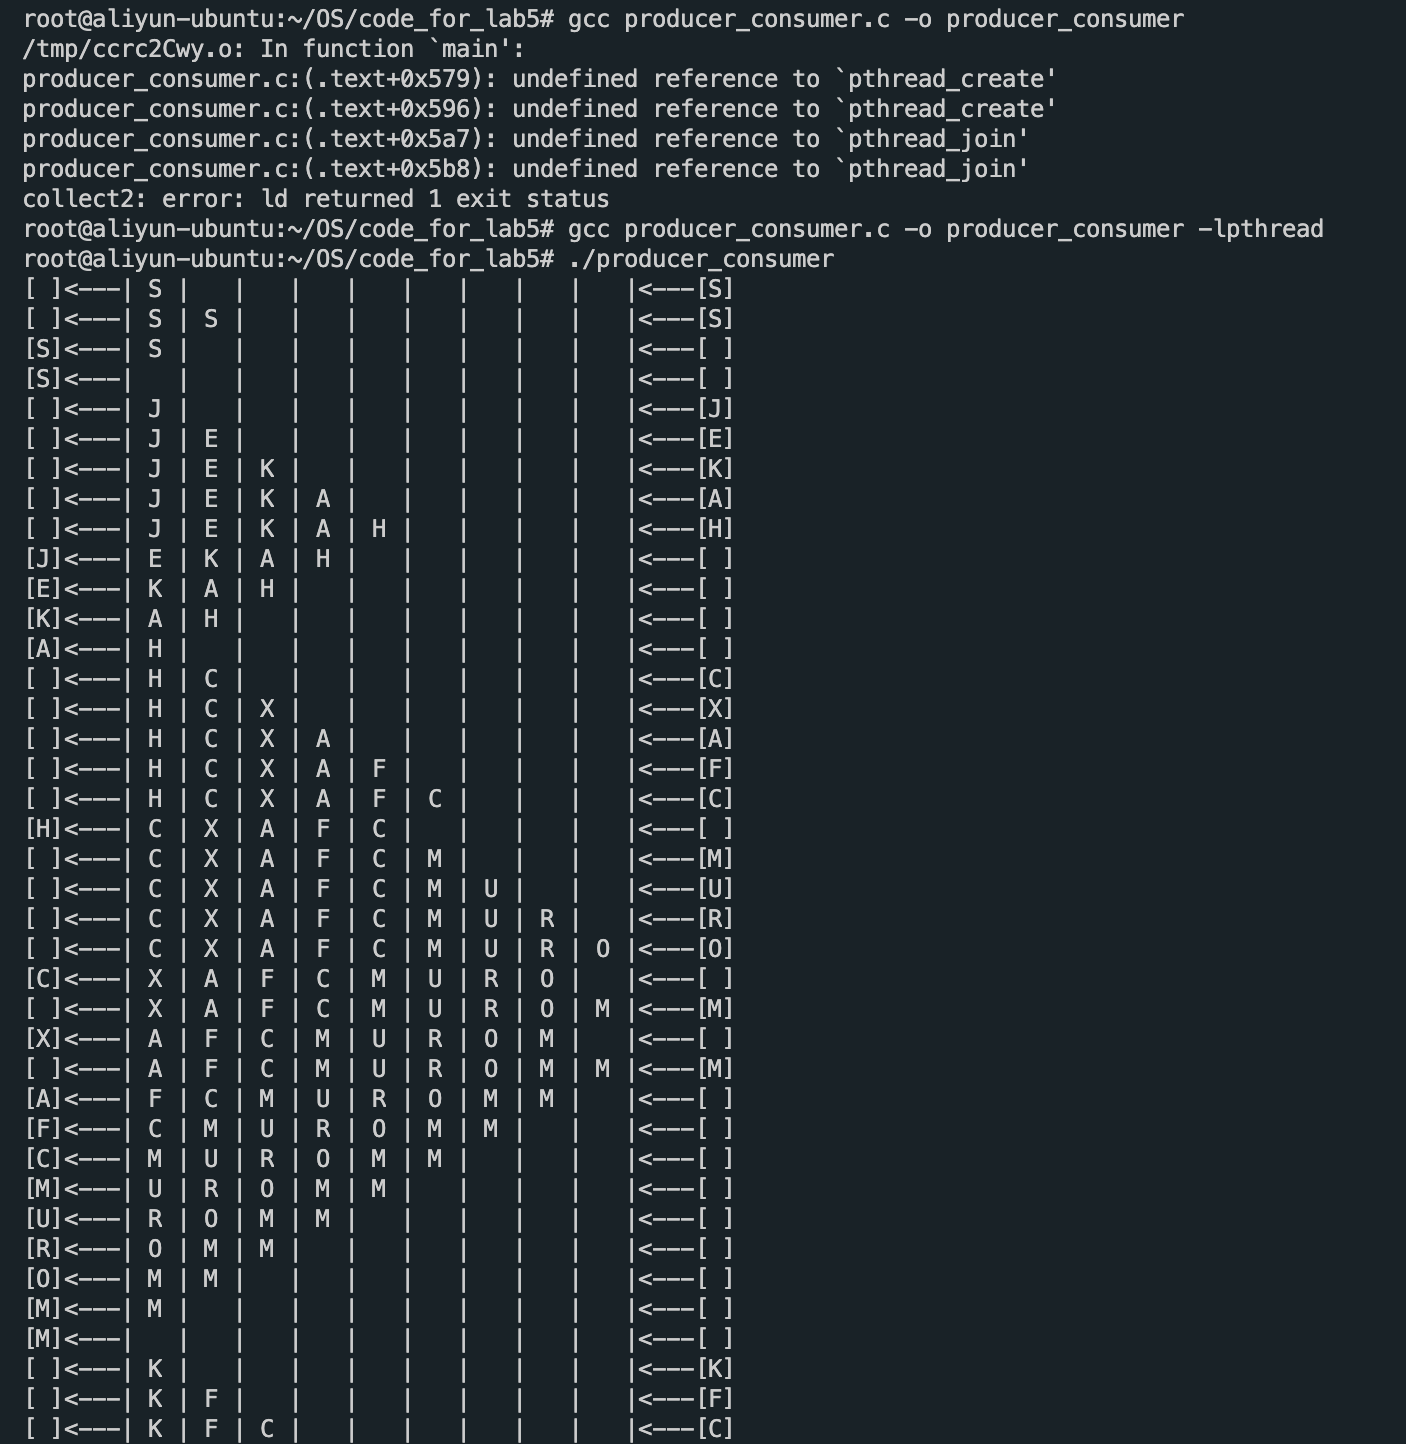 root@aliyun-ubuntu:~/OS/code_for_lab5# gcc producer_consumer.c -o producer_consumer
/tmp/ccrc2Cwy.o: In function `main':
producer_consumer.c:(.text+0x579): undefined reference to `pthread_create'
producer_consumer.c:(.text+0x596): undefined reference to `pthread_create'
producer_consumer.c:(.text+0x5a7): undefined reference to `pthread_join'
producer_consumer.c:(.text+0x5b8): undefined reference to `pthread_join'
collect2: error: ld returned 1 exit status
root@aliyun-ubuntu:~/OS/code_for_lab5# gcc producer_consumer.c -o producer_consumer -lpthread
root@aliyun-ubuntu:~/OS/code_for_lab5# ./producer_consumer
[ ]<---| S |   |   |   |   |   |   |   |   |<---[S]
[ ]<---| S | S |   |   |   |   |   |   |   |<---[S]
[S]<---| S |   |   |   |   |   |   |   |   |<---[ ]
[S]<---|   |   |   |   |   |   |   |   |   |<---[ ]
[ ]<---| J |   |   |   |   |   |   |   |   |<---[J]
[ ]<---| J | E |   |   |   |   |   |   |   |<---[E]
[ ]<---| J | E | K |   |   |   |   |   |   |<---[K]
[ ]<---| J | E | K | A |   |   |   |   |   |<---[A]
[ ]<---| J | E | K | A | H |   |   |   |   |<---[H]
[J]<---| E | K | A | H |   |   |   |   |   |<---[ ]
[E]<---| K | A | H |   |   |   |   |   |   |<---[ ]
[K]<---| A | H |   |   |   |   |   |   |   |<---[ ]
[A]<---| H |   |   |   |   |   |   |   |   |<---[ ]
[ ]<---| H | C |   |   |   |   |   |   |   |<---[C]
[ ]<---| H | C | X |   |   |   |   |   |   |<---[X]
[ ]<---| H | C | X | A |   |   |   |   |   |<---[A]
[ ]<---| H | C | X | A | F |   |   |   |   |<---[F]
[ ]<---| H | C | X | A | F | C |   |   |   |<---[C]
[H]<---| C | X | A | F | C |   |   |   |   |<---[ ]
[ ]<---| C | X | A | F | C | M |   |   |   |<---[M]
[ ]<---| C | X | A | F | C | M | U |   |   |<---[U]
[ ]<---| C | X | A | F | C | M | U | R |   |<---[R]
[ ]<---| C | X | A | F | C | M | U | R | O |<---[O]
[C]<---| X | A | F | C | M | U | R | O |   |<---[ ]
[ ]<---| X | A | F | C | M | U | R | O | M |<---[M]
[X]<---| A | F | C | M | U | R | O | M |   |<---[ ]
[ ]<---| A | F | C | M | U | R | O | M | M |<---[M]
[A]<---| F | C | M | U | R | O | M | M |   |<---[ ]
[F]<---| C | M | U | R | O | M | M |   |   |<---[ ]
[C]<---| M | U | R | O | M | M |   |   |   |<---[ ]
[M]<---| U | R | O | M | M |   |   |   |   |<---[ ]
[U]<---| R | O | M | M |   |   |   |   |   |<---[ ]
[R]<---| O | M | M |   |   |   |   |   |   |<---[ ]
[O]<---| M | M |   |   |   |   |   |   |   |<---[ ]
[M]<---| M |   |   |   |   |   |   |   |   |<---[ ]
[M]<---|   |   |   |   |   |   |   |   |   |<---[ ]
[ ]<---| K |   |   |   |   |   |   |   |   |<---[K]
[ ]<---| K | F |   |   |   |   |   |   |   |<---[F]
[ ]<---| K | F | C |   |   |   |   |   |   |<---[C]